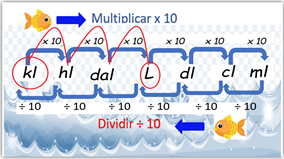 Multiplicar x 10
x 10 x 10 x 10 x 10 x 10 x 10
kl hl dal L dl cl ml
÷ 10 ÷ 10 ÷ 10 ÷ 10 ÷ 10 ÷ 10
Dividir ÷ 10